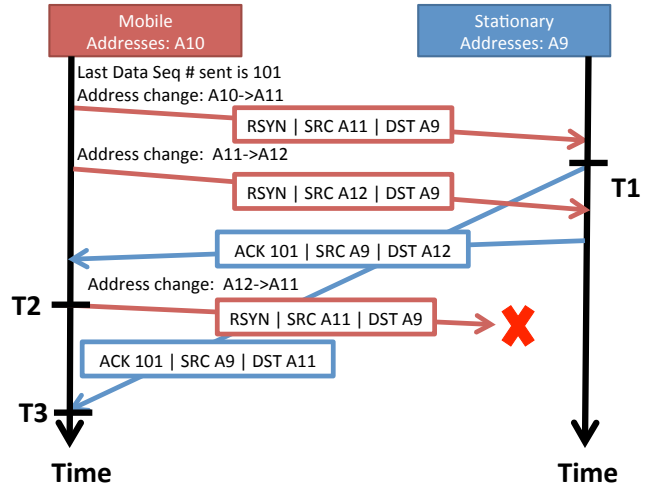 Mobile
Addresses: A10
Stationary
Addresses: A9
Last Data Seq # sent is 101
Address change: A10->A11
RSYN | SRC A11 | DST A9
Address change:  A11->A12
T1
RSYN | SRC A12 | DST A9
ACK 101 | SRC A9 | DST A12
Address change:  A12->A11
T2
RSYN | SRC A11 | DST A9
ACK 101 | SRC A9 | DST A11
T3
Time
Time